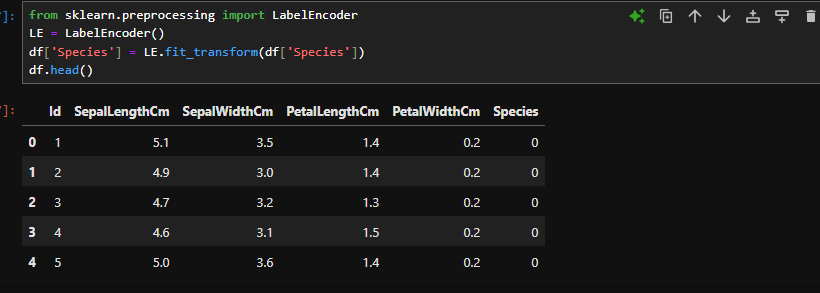 ]:
from sklearn.preprocessing import LabelEncoder
LE = LabelEncoder()
df['Species'] = LE.fit_transform(df['Species'])
df.head()
]:
Id SepalLengthCm SepalWidthCm PetalLengthCm PetalWidthCm Species
0 1 5.1 3.5 1.4 0.2 0
1 2 4.9 3.0 1.4 0.2 0
2 3 4.7 3.2 1.3 0.2 0
3 4 4.6 3.1 1.5 0.2 0
4 5 5.0 3.6 1.4 0.2 0